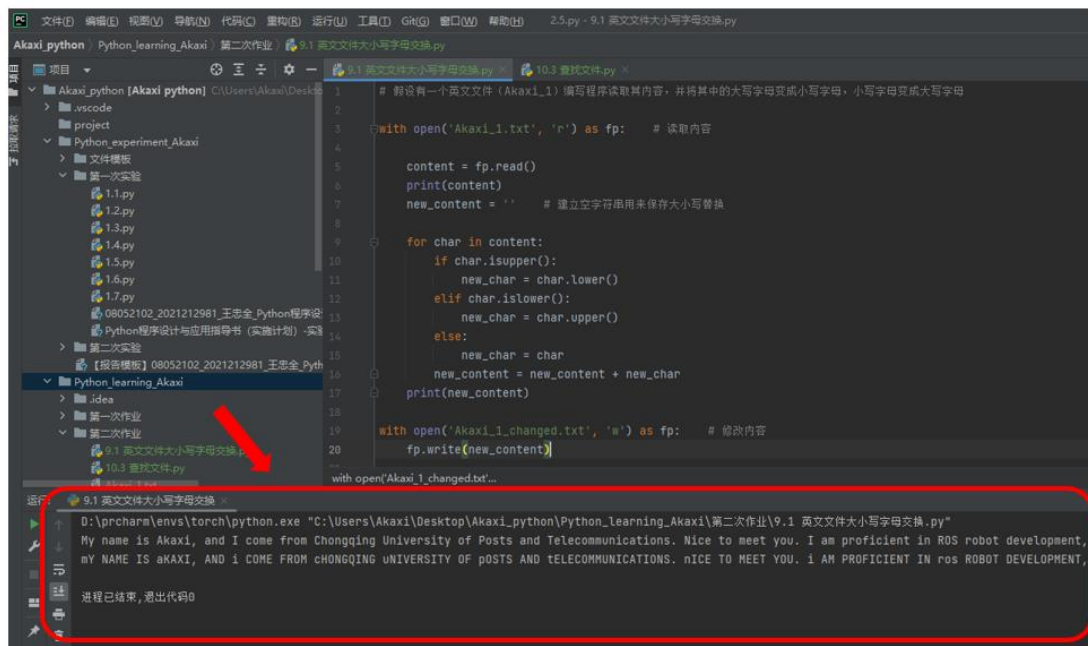 文件(F) 编辑(E) 视图(V) 导航(N) 代码(C) 重构(R) 运行(U) 工具(T) Git(G) 窗口(W) 帮助(H) 2.5.py - 9.1 英文文件大小写字母交换.py
Akaxi_python Python_learning_Akaxi 第二次作业 9.1 英文文件大小写字母交换.py
项目
拉取请求
项目
Akaxi_python [Akaxi python] C:\Users\Akaxi\Deskto
.vscode
project
Python_experiment_Akaxi
文件模板
第一次实验
1.1.py
1.2.py
1.3.py
1.4.py
1.5.py
1.6.py
1.7.py
08052102_2021212981_王忠全_Python程序设
Python程序设计与应用指导书（实施计划）-实验
第二次实验
【报告模板】08052102_2021212981_王忠全_Pyth
Python_learning_Akaxi
.idea
第一次作业
第二次作业
9.1 英文文件大小写字母交换.p
10.3 查找文件.py
Akaxi_1.txt
9.1 英文文件大小写字母交换.py 10.3 查找文件.py
1 # 假设有一个英文文件（Akaxi_1）编写程序读取其内容，并将其中的大写字母变成小写字母，小写字母变成大写字母
2
3 with open('Akaxi_1.txt', 'r') as fp: # 读取内容
4
5 content = fp.read()
6 print(content)
7 new_content = '' # 建立空字符串用来保存大小写替换
8
9 for char in content:
10 if char.isupper():
11 new_char = char.lower()
12 elif char.islower():
13 new_char = char.upper()
14 else:
15 new_char = char
16 new_content = new_content + new_char
17 print(new_content)
18
19 with open('Akaxi_1_changed.txt', 'w') as fp: # 修改内容
20 fp.write(new_content)
with open('Akaxi_1_changed.txt'...
运行: 9.1 英文文件大小写字母交换
D:\prcharm\envs\torch\python.exe "C:\Users\Akaxi\Desktop\Akaxi_python\Python_learning_Akaxi\第二次作业\9.1 英文文件大小写字母交换.py"
My name is Akaxi, and I come from Chongqing University of Posts and Telecommunications. Nice to meet you. I am proficient in ROS robot development,
mY NAME IS aKAXI, AND i COME FROM cHONGQING uNIVERSITY OF pOSTS AND tELECOMMUNICATIONS. nICE TO MEET YOU. i AM PROFICIENT IN ros ROBOT DEVELOPMENT,
进程已结束,退出代码0